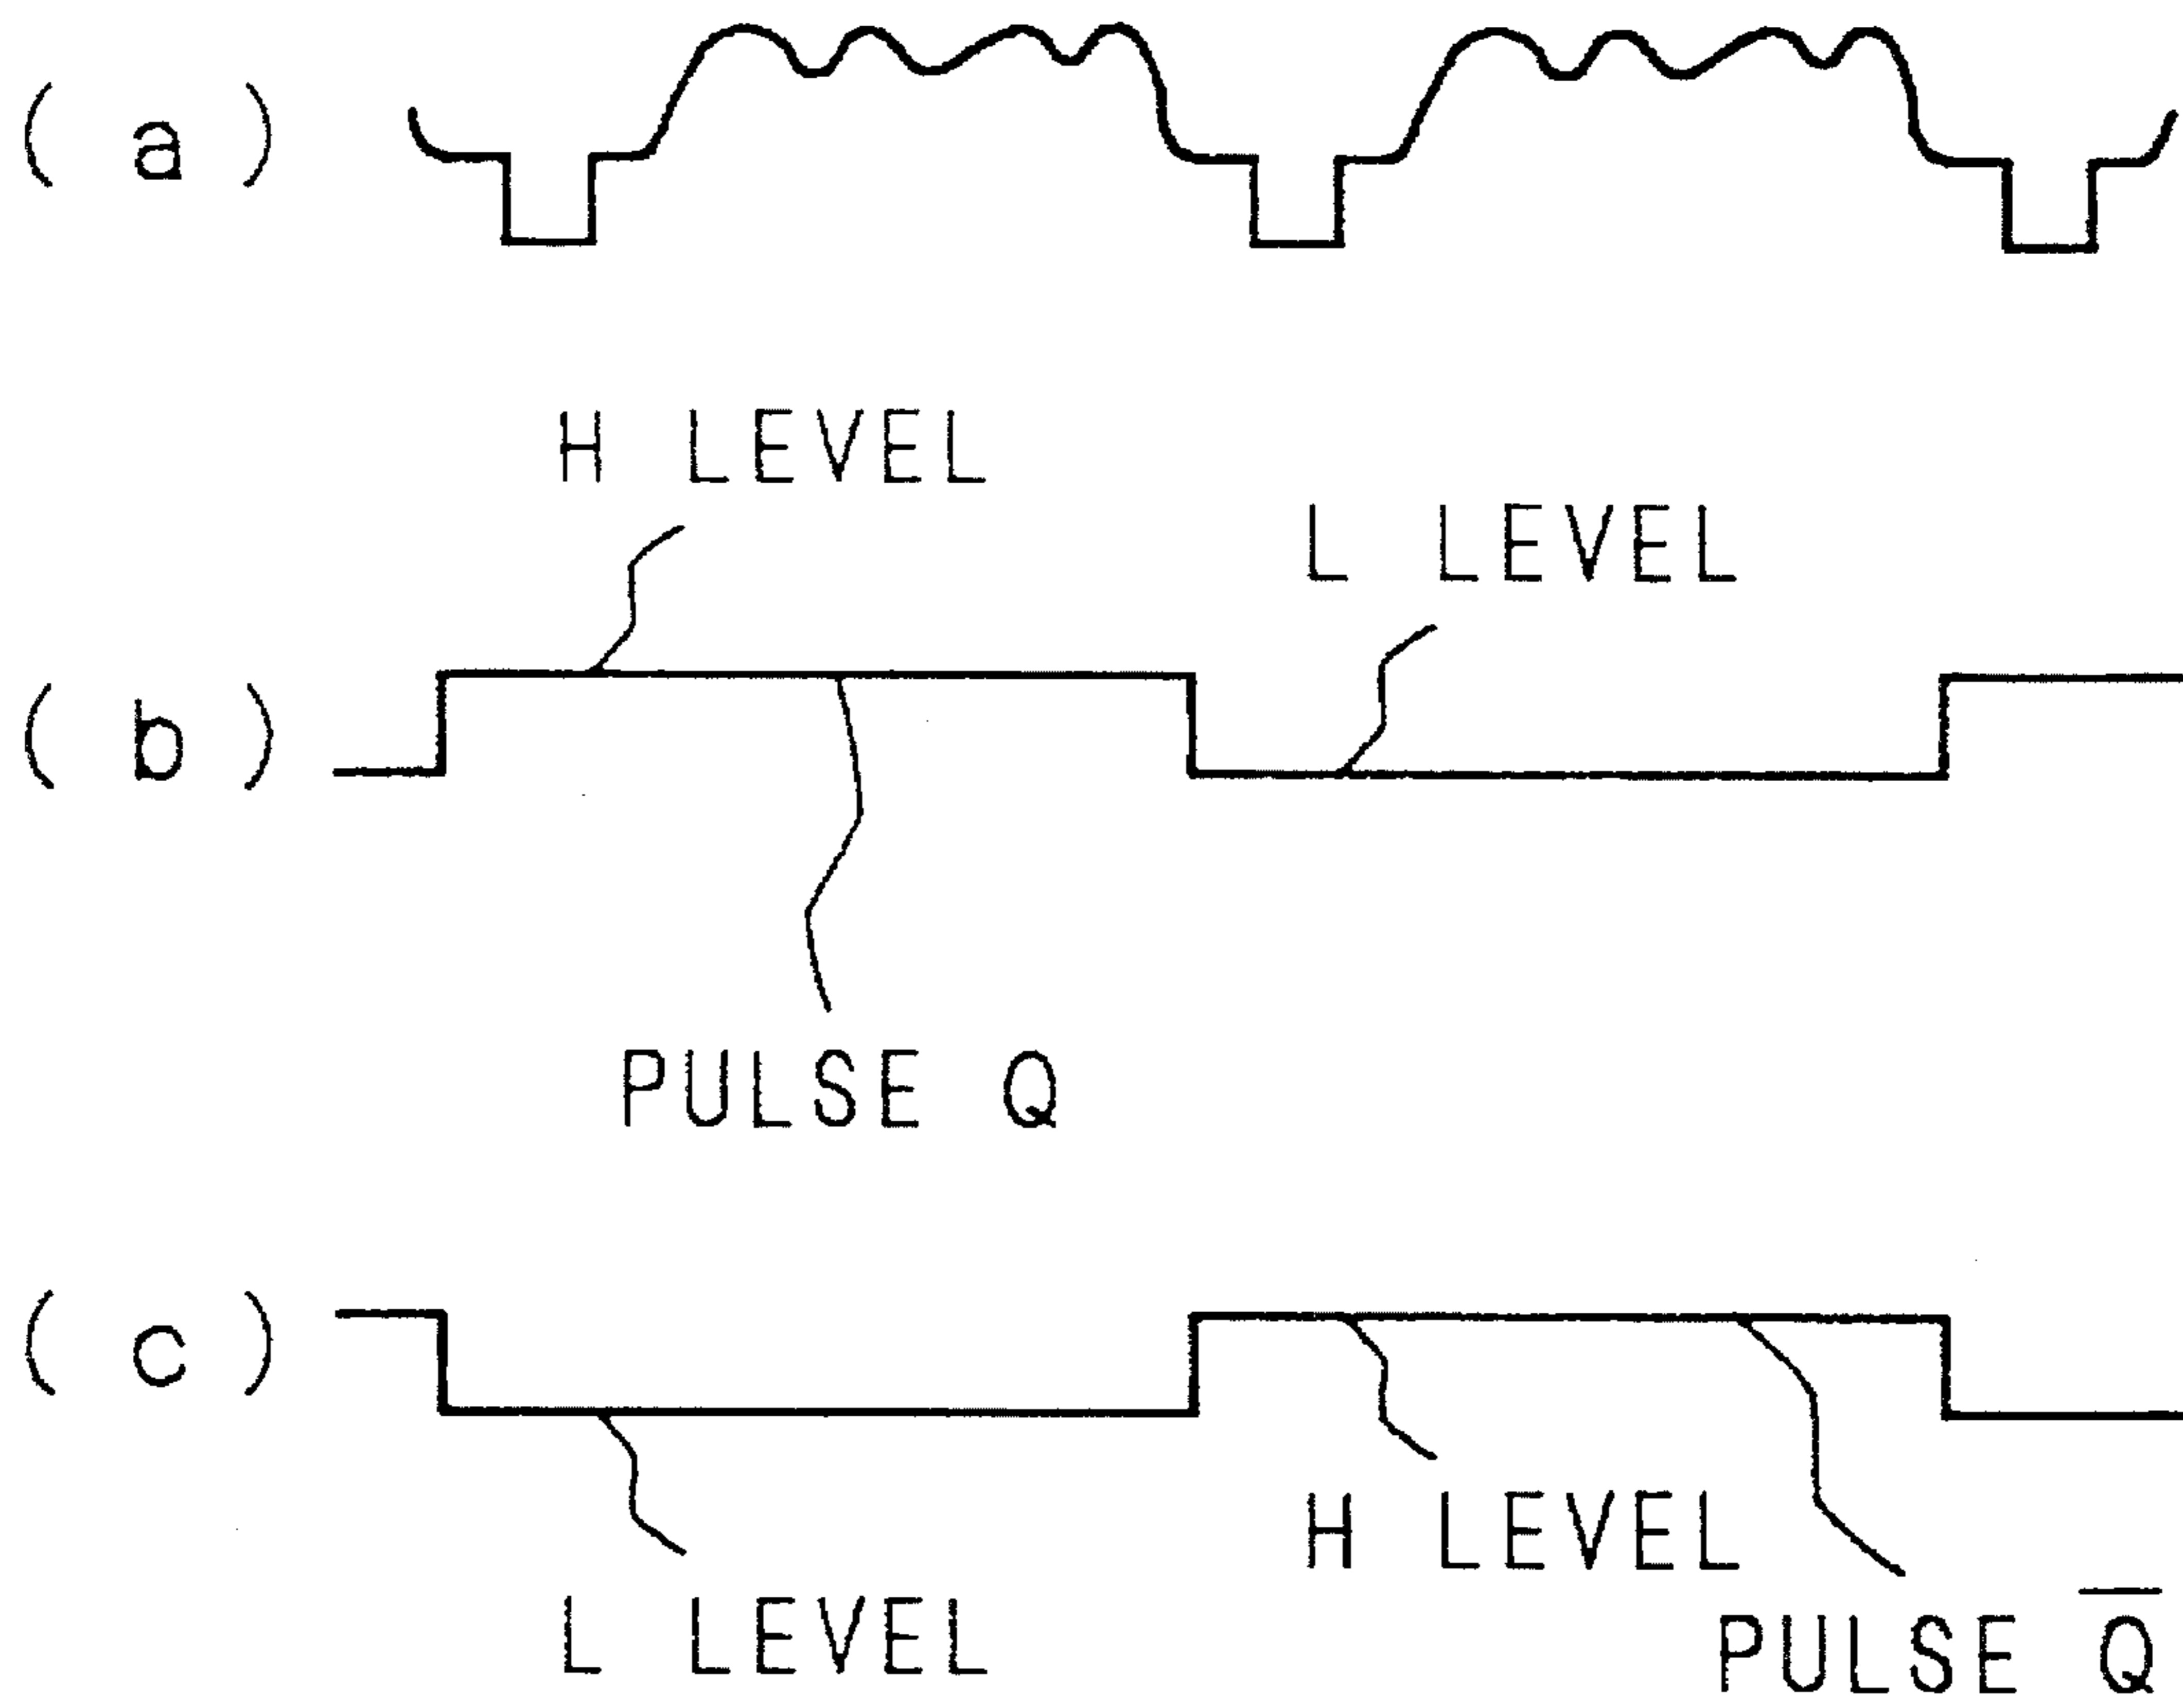 (a)
H LEVEL
L LEVEL
(b)
PULSE Q
(c)
H LEVEL
L LEVEL
PULSE Q̅